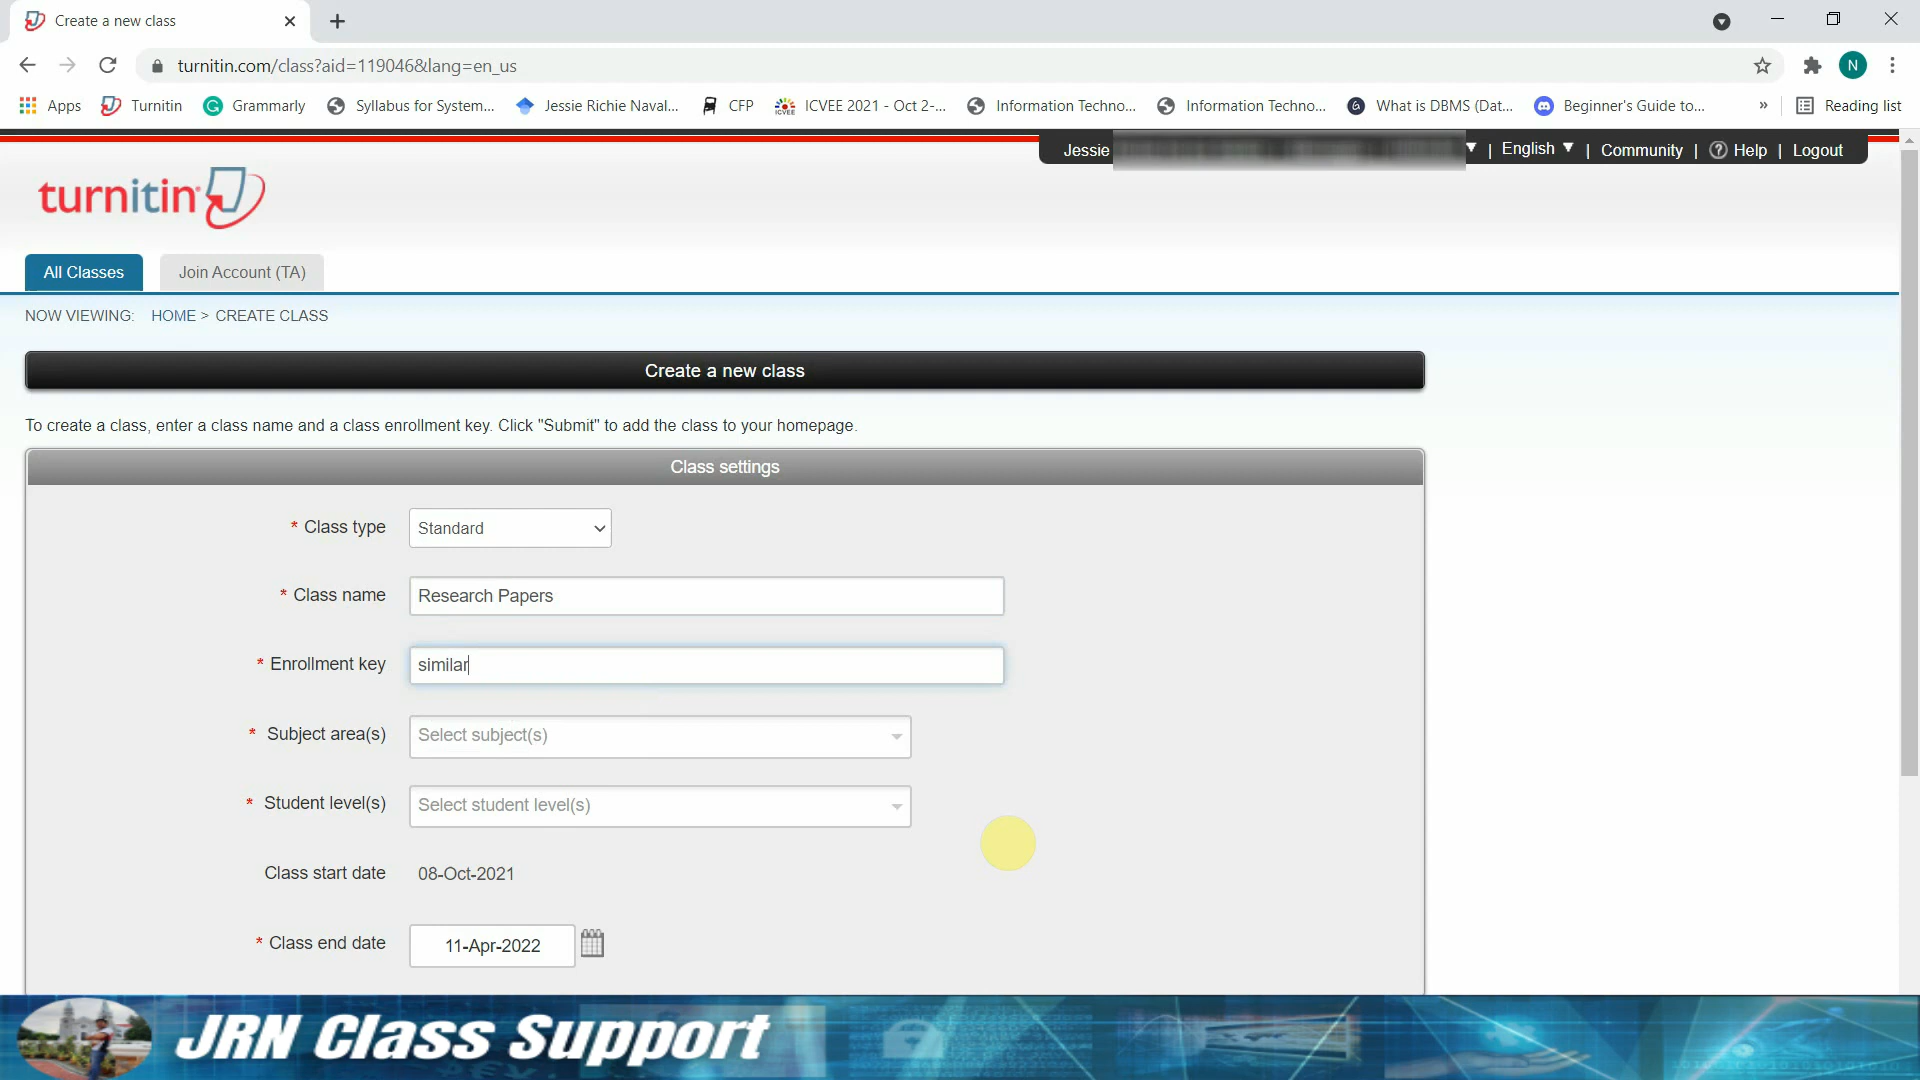 Create a new class
turnitin.com/class?aid=119046&lang=en_us
N
Apps Turnitin Grammarly Syllabus for System... Jessie Richie Naval... CFP ICVEE 2021 - Oct 2-... Information Techno... Information Techno... What is DBMS (Dat... Beginner's Guide to... » Reading list
Jessie | English | Community | Help | Logout
turnitin
All Classes Join Account (TA)
NOW VIEWING: HOME > CREATE CLASS
Create a new class
To create a class, enter a class name and a class enrollment key. Click "Submit" to add the class to your homepage.
Class settings
* Class type Standard
* Class name Research Papers
* Enrollment key similar
* Subject area(s) Select subject(s)
* Student level(s) Select student level(s)
Class start date 08-Oct-2021
* Class end date 11-Apr-2022
JRN Class Support